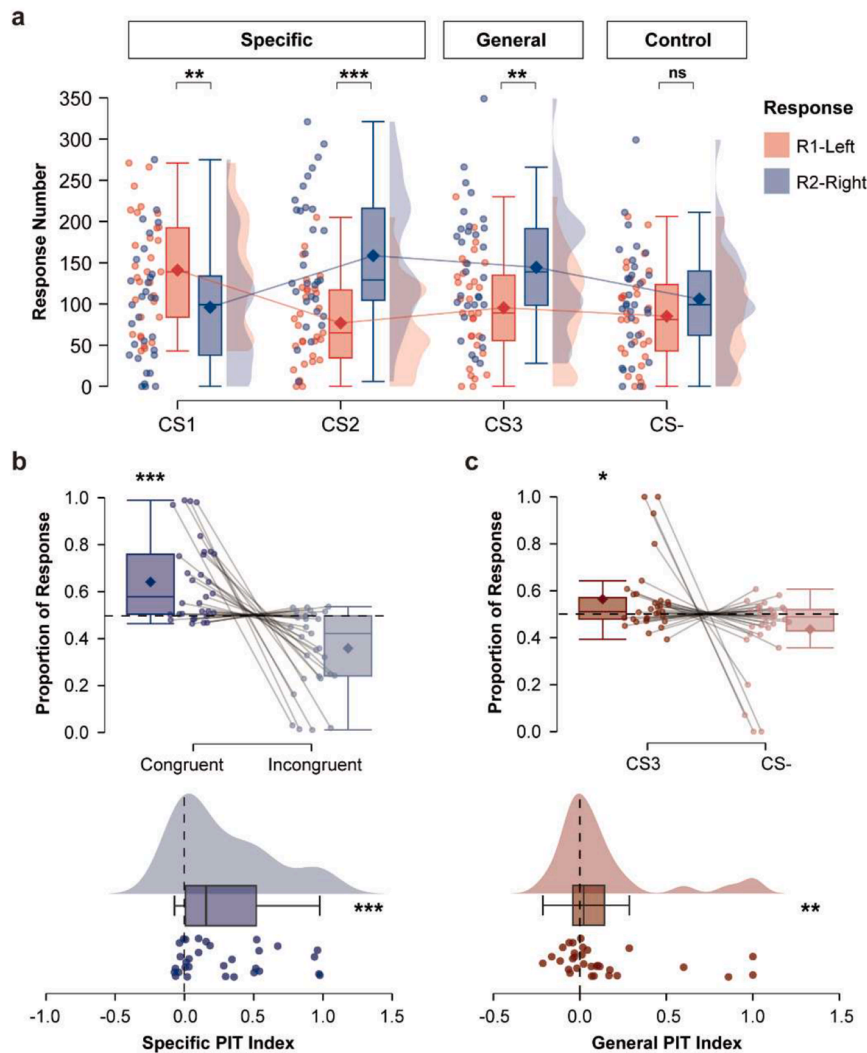 a
Specific General Control
** *** ** ns
350
300
250
200
150
100
50
0
Response Number
CS1 CS2 CS3 CS-
Response
R1-Left
R2-Right
b
***
1.0
0.8
0.6
0.4
0.2
0.0
Proportion of Response
Congruent Incongruent
***
-1.0 -0.5 0.0 0.5 1.0
Specific PIT Index
c
*
1.0
0.8
0.6
0.4
0.2
0.0
Proportion of Response
CS3 CS-
**
-0.5 0.0 0.5 1.0 1.5
General PIT Index